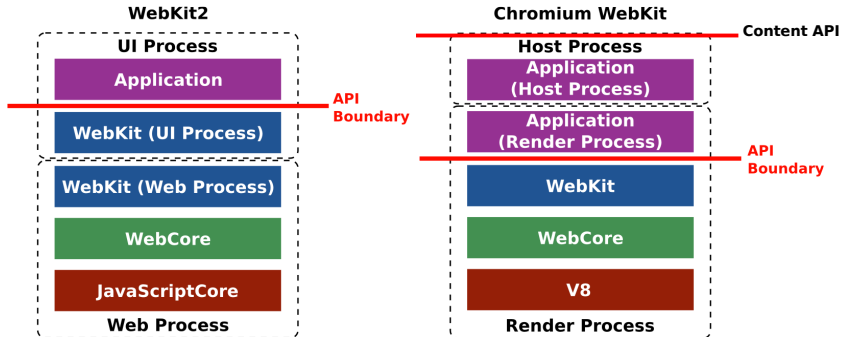 WebKit2
UI Process
Application
API
Boundary
WebKit (UI Process)
WebKit (Web Process)
WebCore
JavaScriptCore
Web Process
Chromium WebKit
Content API
Host Process
Application
(Host Process)
Application
(Render Process)
API
Boundary
WebKit
WebCore
V8
Render Process